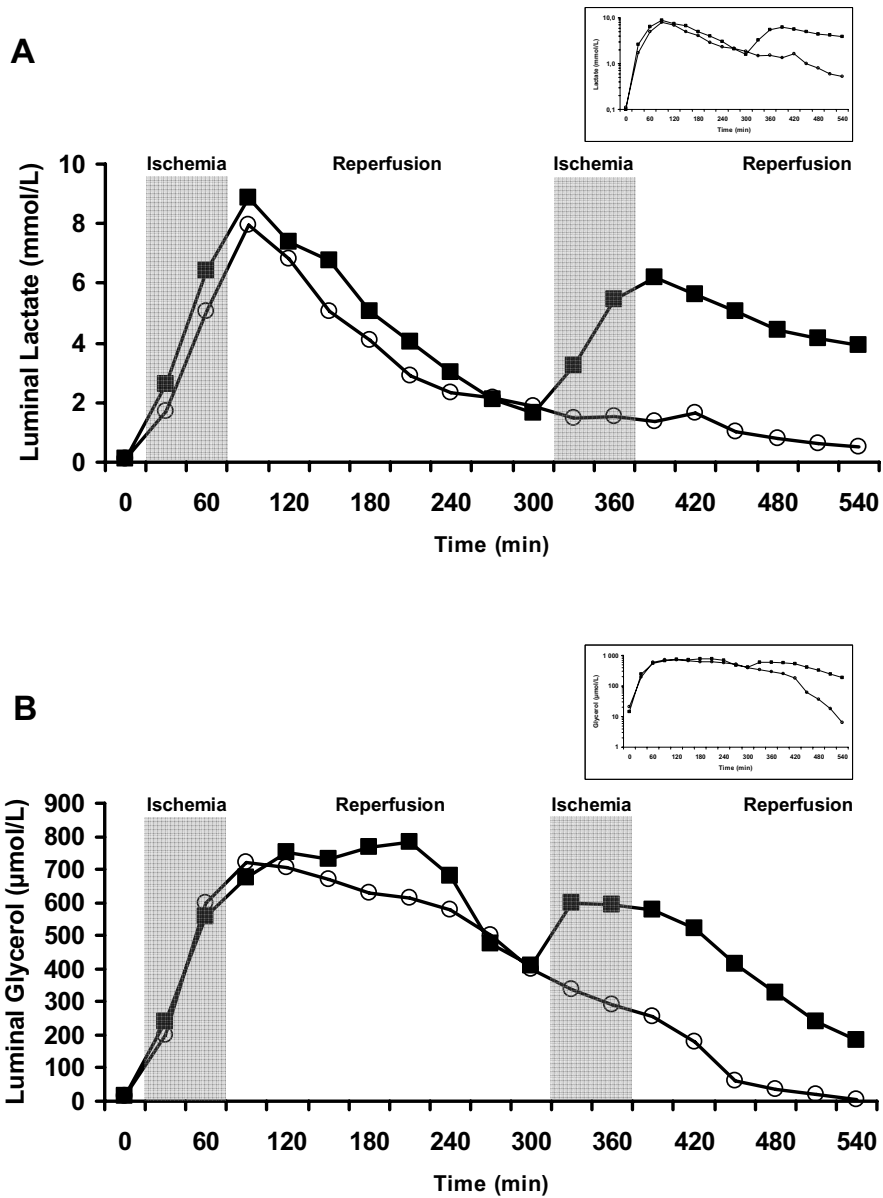 A
Lactate (mmol/L)
10,0
1,0
0,1
0 60 120 180 240 300 360 420 480 540
Time (min)
Ischemia Reperfusion Ischemia Reperfusion
Luminal Lactate (mmol/L)
10
8
6
4
2
0
0 60 120 180 240 300 360 420 480 540
Time (min)
B
Glycerol (µmol/L)
1 000
100
10
1
0 60 120 180 240 300 360 420 480 540
Time (min)
Ischemia Reperfusion Ischemia Reperfusion
Luminal Glycerol (µmol/L)
900
800
700
600
500
400
300
200
100
0
0 60 120 180 240 300 360 420 480 540
Time (min)